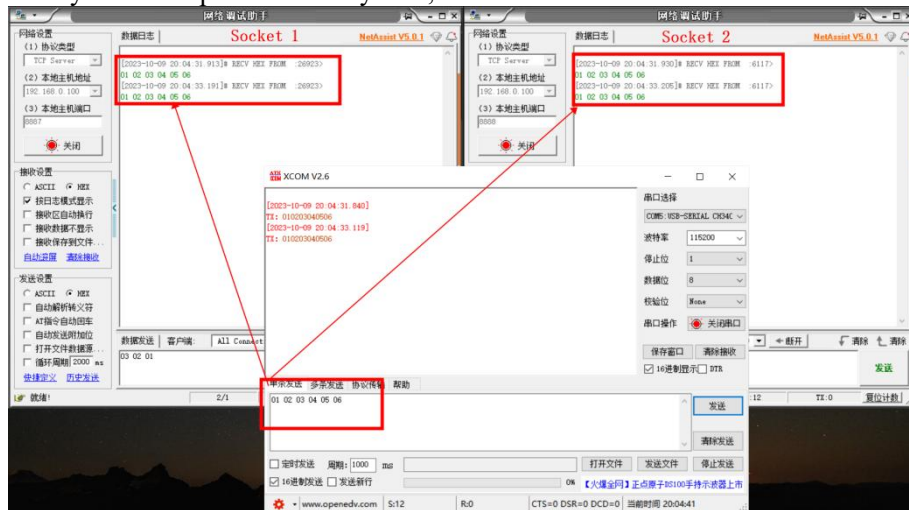 网络调试助手
网络设置
(1) 协议类型
TCP Server
(2) 本地主机地址
192.168.0.100
(3) 本地主机端口
8887
关闭
接收设置
ASCII HEX
按日志模式显示
接收区自动换行
接收数据不显示
接收保存到文件...
自动滚屏 清除接收
发送设置
ASCII HEX
自动解析转义符
AT指令自动回车
自动发送附加位
打开文件数据源...
循环周期 2000 ms
快捷定义 历史发送
就绪!
2/1
数据日志
Socket 1
NetAssist V5.0.1
[2023-10-09 20:04:31.913]# RECV HEX FROM :26923>
01 02 03 04 05 06
[2023-10-09 20:04:33.191]# RECV HEX FROM :26923>
01 02 03 04 05 06
数据发送 客户端: All Connect
03 02 01
网络调试助手
网络设置
(1) 协议类型
TCP Server
(2) 本地主机地址
192.168.0.100
(3) 本地主机端口
8888
关闭
数据日志
Socket 2
NetAssist V5.0.1
[2023-10-09 20:04:31.930]# RECV HEX FROM :6117>
01 02 03 04 05 06
[2023-10-09 20:04:33.205]# RECV HEX FROM :6117>
01 02 03 04 05 06
断开 清除 清除
发送
:12 TX:0 复位计数
XCOM V2.6
[2023-10-09 20:04:31.840]
TX: 010203040506
[2023-10-09 20:04:33.119]
TX: 010203040506
串口选择
COM5:USB-SERIAL CH34C
波特率 115200
停止位 1
数据位 8
校验位 None
串口操作 关闭串口
保存窗口 清除接收
16进制显示 DTR
单条发送 多条发送 协议传输 帮助
01 02 03 04 05 06
发送
清除发送
定时发送 周期: 1000 ms 打开文件 发送文件 停止发送
16进制发送 发送新行 0% 【火爆全网】正点原子DS100手持示波器上市
www.openedv.com S:12 R:0 CTS=0 DSR=0 DCD=0 当前时间 20:04:41